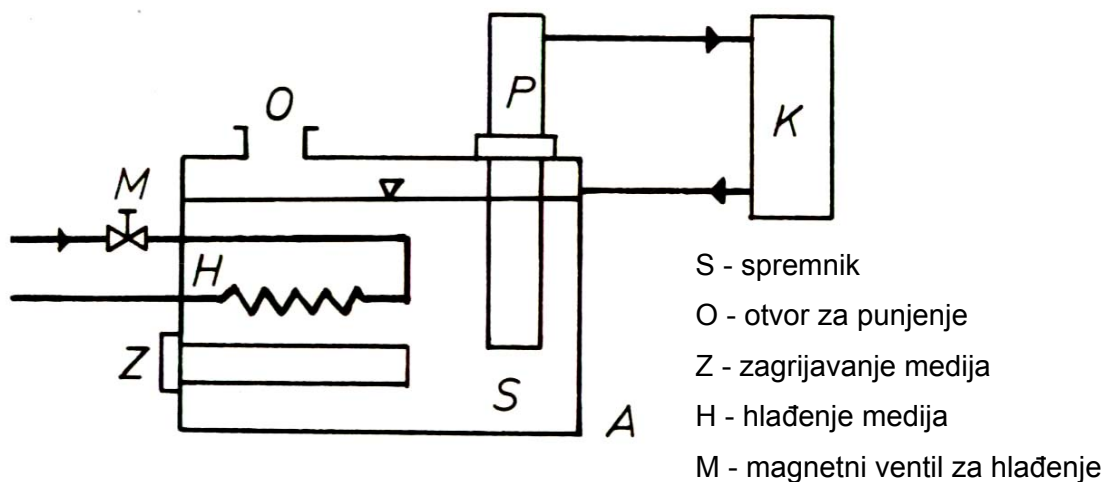 O
P
K
M
H
Z
S
A
S - spremnik
O - otvor za punjenje
Z - zagrijavanje medija
H - hlađenje medija
M - magnetni ventil za hlađenje